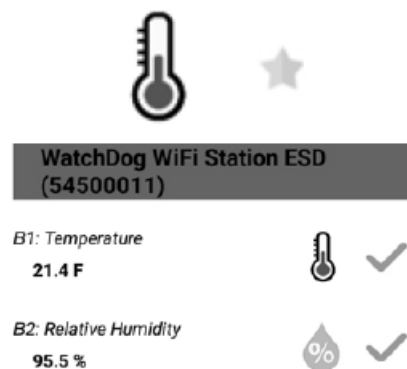 WatchDog WiFi Station ESD
(54500011)
B1: Temperature
21.4 F
B2: Relative Humidity
%
95.5 %